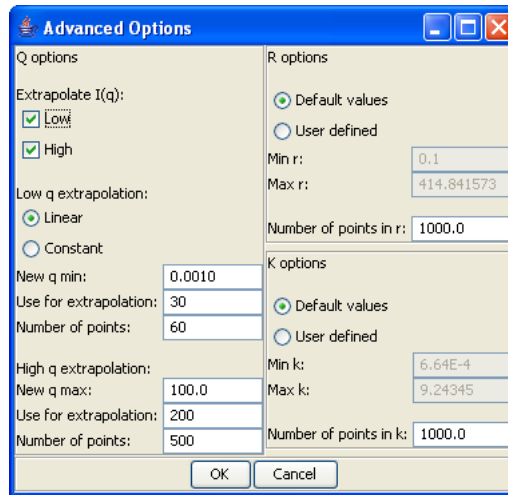 Advanced Options
Q options
Extrapolate I(q):
Low
High
Low q extrapolation:
Linear
Constant
New q min: 0.0010
Use for extrapolation: 30
Number of points: 60
High q extrapolation:
New q max: 100.0
Use for extrapolation: 200
Number of points: 500
R options
Default values
User defined
Min r: 0.1
Max r: 414.841573
Number of points in r: 1000.0
K options
Default values
User defined
Min k: 6.64E-4
Max k: 9.24345
Number of points in k: 1000.0
OK Cancel